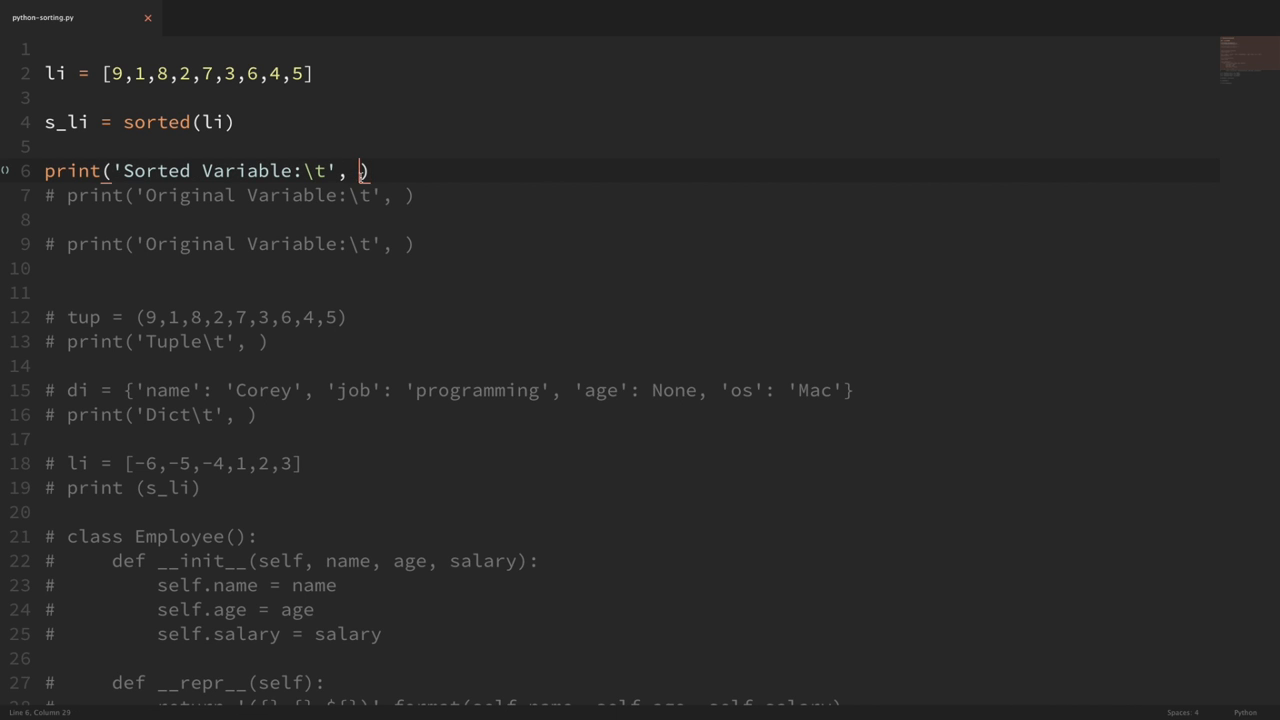 python-sorting.py ×
1
2 li = [9,1,8,2,7,3,6,4,5]
3
4 s_li = sorted(li)
5
6 print('Sorted Variable:\t', )
7 # print('Original Variable:\t', )
8
9 # print('Original Variable:\t', )
10
11
12 # tup = (9,1,8,2,7,3,6,4,5)
13 # print('Tuple\t', )
14
15 # di = {'name': 'Corey', 'job': 'programming', 'age': None, 'os': 'Mac'}
16 # print('Dict\t', )
17
18 # li = [-6,-5,-4,1,2,3]
19 # print (s_li)
20
21 # class Employee():
22 #     def __init__(self, name, age, salary):
23 #         self.name = name
24 #         self.age = age
25 #         self.salary = salary
26
27 #     def __repr__(self):
Line 6, Column 29 Spaces: 4 Python